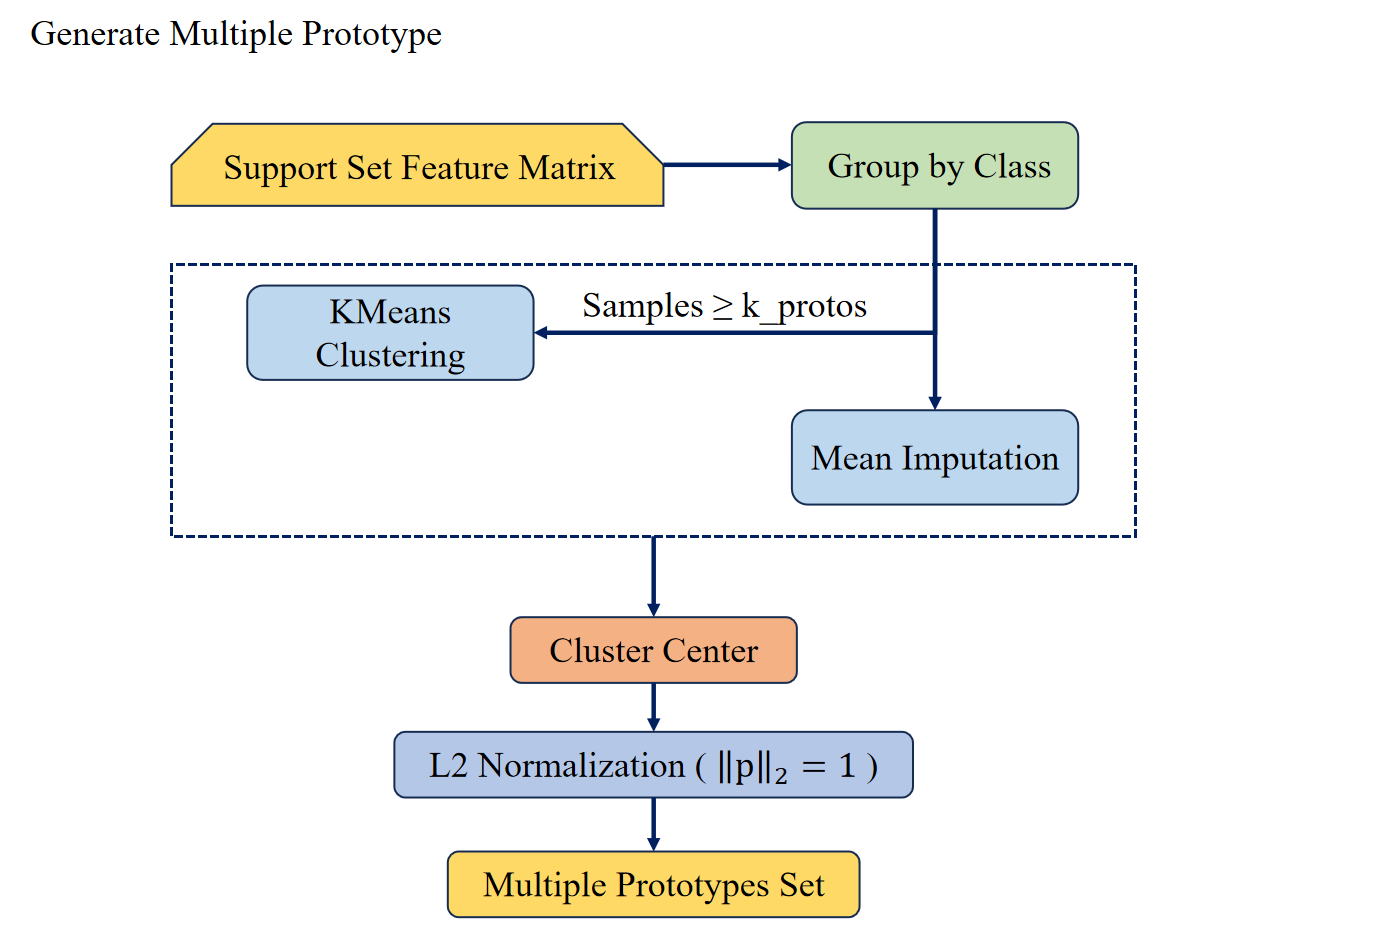 Generate Multiple Prototype
Support Set Feature Matrix
Group by Class
Samples ≥ k_protos
KMeans
Clustering
Mean Imputation
Cluster Center
L2 Normalization ( ||p||₂ = 1 )
Multiple Prototypes Set